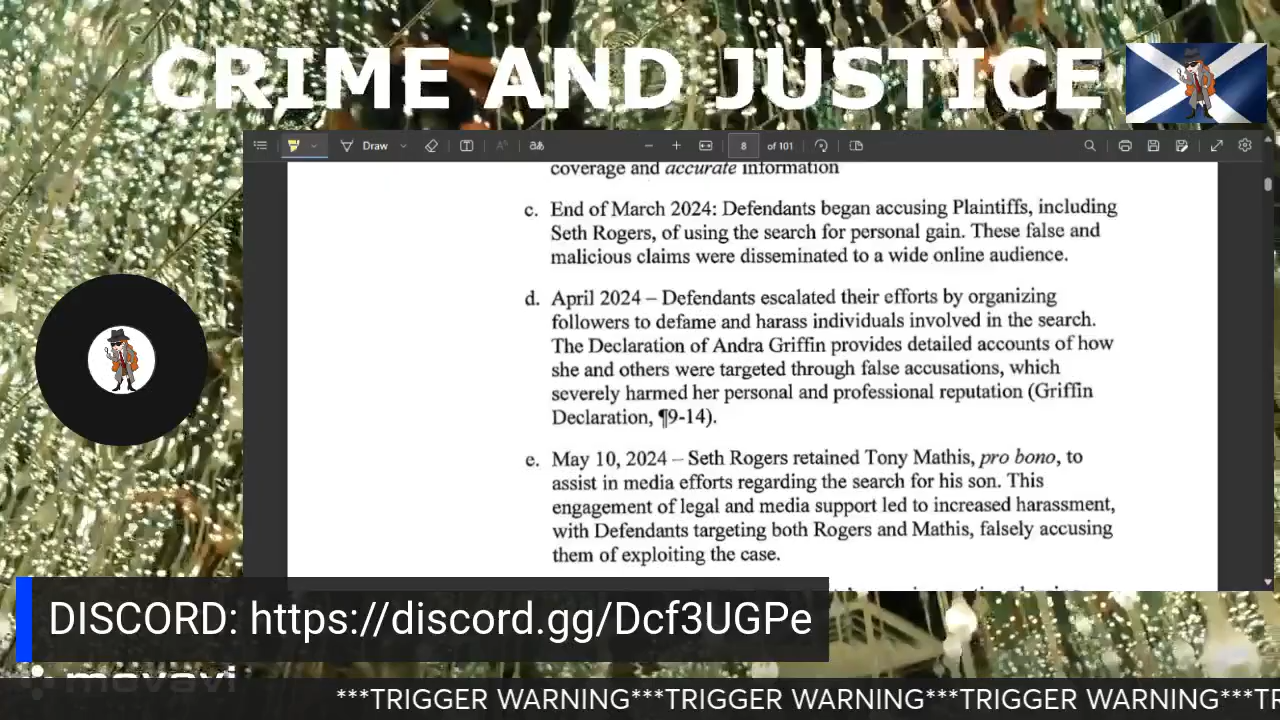 CRIME AND JUSTICE
Draw
8
of 101
coverage and accurate information
c. End of March 2024: Defendants began accusing Plaintiffs, including
Seth Rogers, of using the search for personal gain. These false and
malicious claims were disseminated to a wide online audience.
d. April 2024 – Defendants escalated their efforts by organizing
followers to defame and harass individuals involved in the search.
The Declaration of Andra Griffin provides detailed accounts of how
she and others were targeted through false accusations, which
severely harmed her personal and professional reputation (Griffin
Declaration, ¶9-14).
e. May 10, 2024 – Seth Rogers retained Tony Mathis, pro bono, to
assist in media efforts regarding the search for his son. This
engagement of legal and media support led to increased harassment,
with Defendants targeting both Rogers and Mathis, falsely accusing
them of exploiting the case.
DISCORD: https://discord.gg/Dcf3UGPe
movavi
***TRIGGER WARNING***TRIGGER WARNING***TRIGGER WARNING***TR